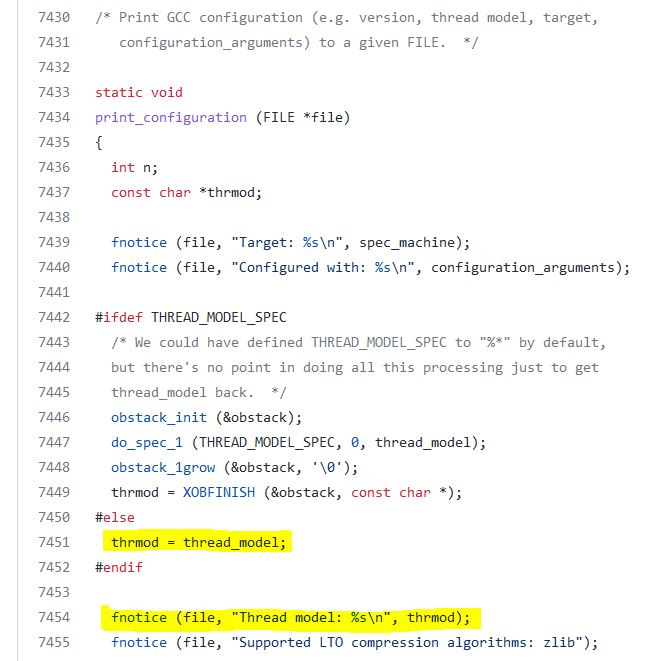 7430 /* Print GCC configuration (e.g. version, thread model, target,
7431 configuration_arguments) to a given FILE.  */
7432
7433 static void
7434 print_configuration (FILE *file)
7435 {
7436 int n;
7437 const char *thrmod;
7438
7439 fnotice (file, "Target: %s\n", spec_machine);
7440 fnotice (file, "Configured with: %s\n", configuration_arguments);
7441
7442 #ifdef THREAD_MODEL_SPEC
7443 /* We could have defined THREAD_MODEL_SPEC to "%*" by default,
7444 but there's no point in doing all this processing just to get
7445 thread_model back.  */
7446 obstack_init (&obstack);
7447 do_spec_1 (THREAD_MODEL_SPEC, 0, thread_model);
7448 obstack_1grow (&obstack, '\0');
7449 thrmod = XOBFINISH (&obstack, const char *);
7450 #else
7451 thrmod = thread_model;
7452 #endif
7453
7454 fnotice (file, "Thread model: %s\n", thrmod);
7455 fnotice (file, "Supported LTO compression algorithms: zlib");